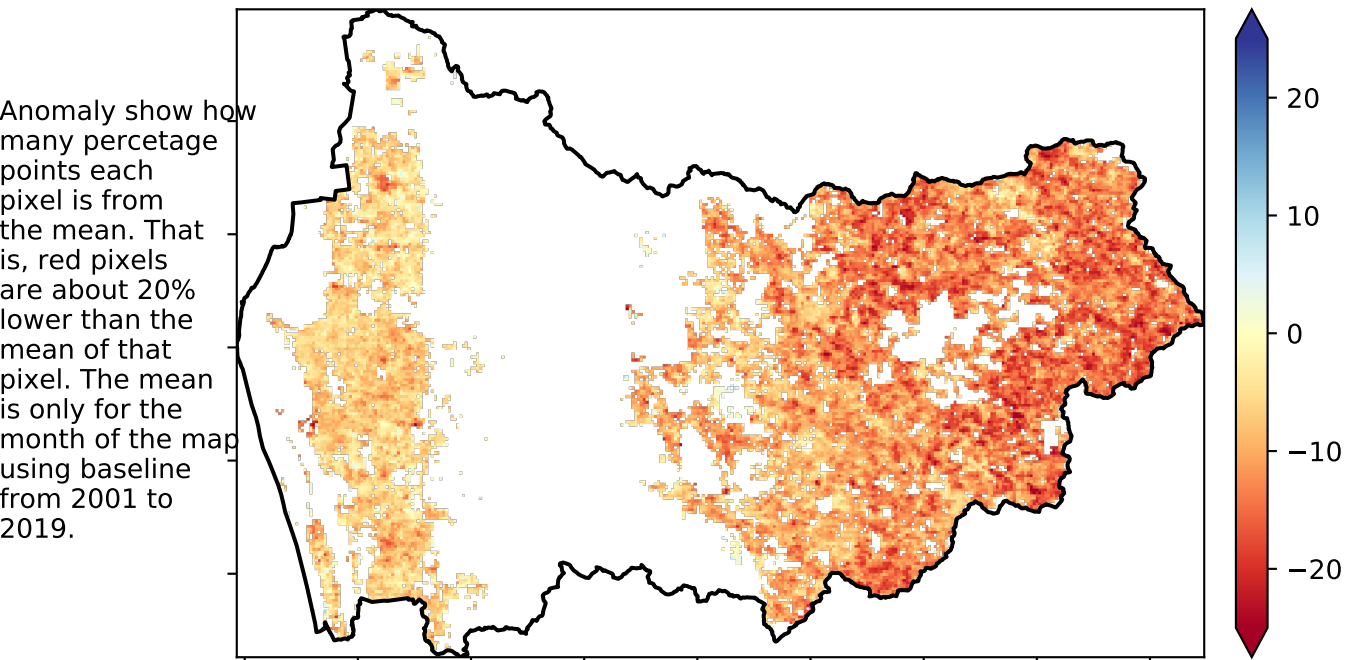 Anomaly show how
many percetage
points each
pixel is from
the mean. That
is, red pixels
are about 20%
lower than the
mean of that
pixel. The mean
is only for the
month of the map
using baseline
from 2001 to
2019.
20
10
0
−10
−20